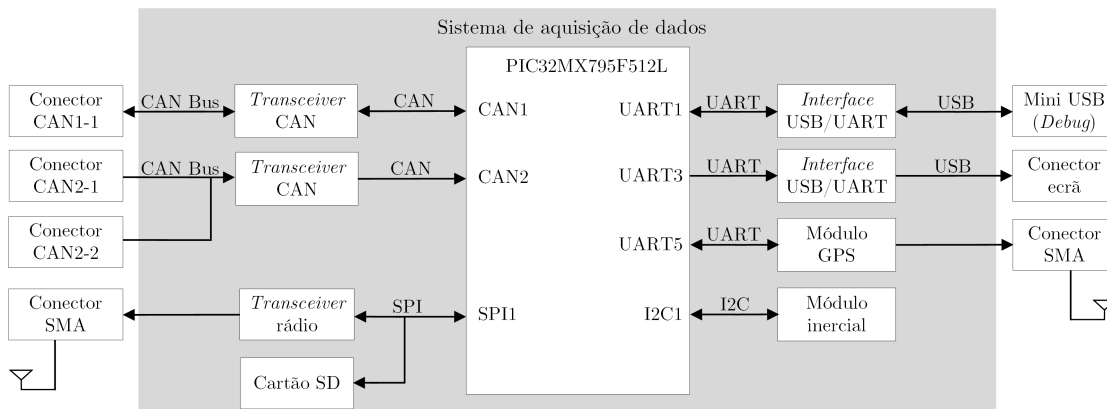 Sistema de aquisição de dados
PIC32MX795F512L
Conector
CAN1-1
CAN Bus
Transceiver
CAN
CAN
CAN1
UART1
UART
Interface
USB/UART
USB
Mini USB
(Debug)
Conector
CAN2-1
CAN Bus
Transceiver
CAN
CAN
CAN2
UART3
UART
Interface
USB/UART
USB
Conector
ecrã
Conector
CAN2-2
UART5
UART
Módulo
GPS
Conector
SMA
Conector
SMA
Transceiver
rádio
SPI
SPI1
I2C1
I2C
Módulo
inercial
Cartão SD